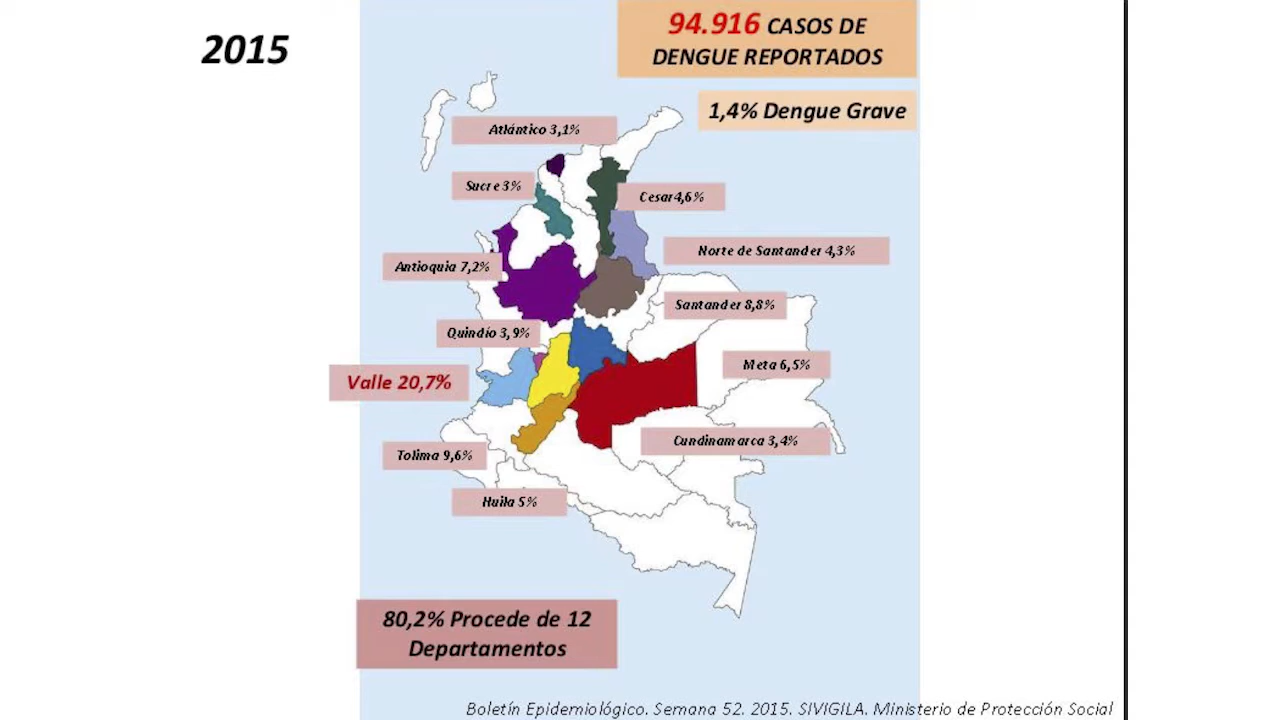 2015
94.916 CASOS DE
DENGUE REPORTADOS
1,4% Dengue Grave
Atlántico 3,1%
Sucre 3%
Cesar4,6%
Norte de Santander 4,3%
Antioquia 7,2%
Santander 8,8%
Quindío 3,9%
Meta 6,5%
Valle 20,7%
Cundinamarca 3,4%
Tolima 9,6%
Huila 5%
80,2% Procede de 12
Departamentos
Boletín Epidemiológico. Semana 52. 2015. SIVIGILA. Ministerio de Protección Social